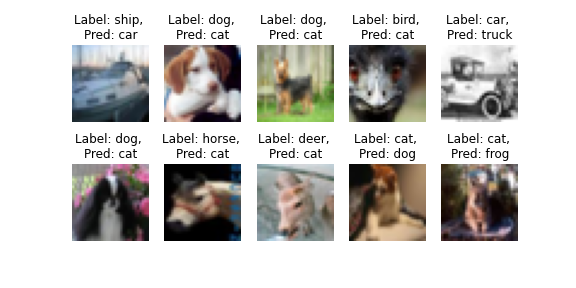 Label: ship,
Pred: car
Label: dog,
Pred: cat
Label: dog,
Pred: cat
Label: bird,
Pred: cat
Label: car,
Pred: truck
Label: dog,
Pred: cat
Label: horse,
Pred: cat
Label: deer,
Pred: cat
Label: cat,
Pred: dog
Label: cat,
Pred: frog